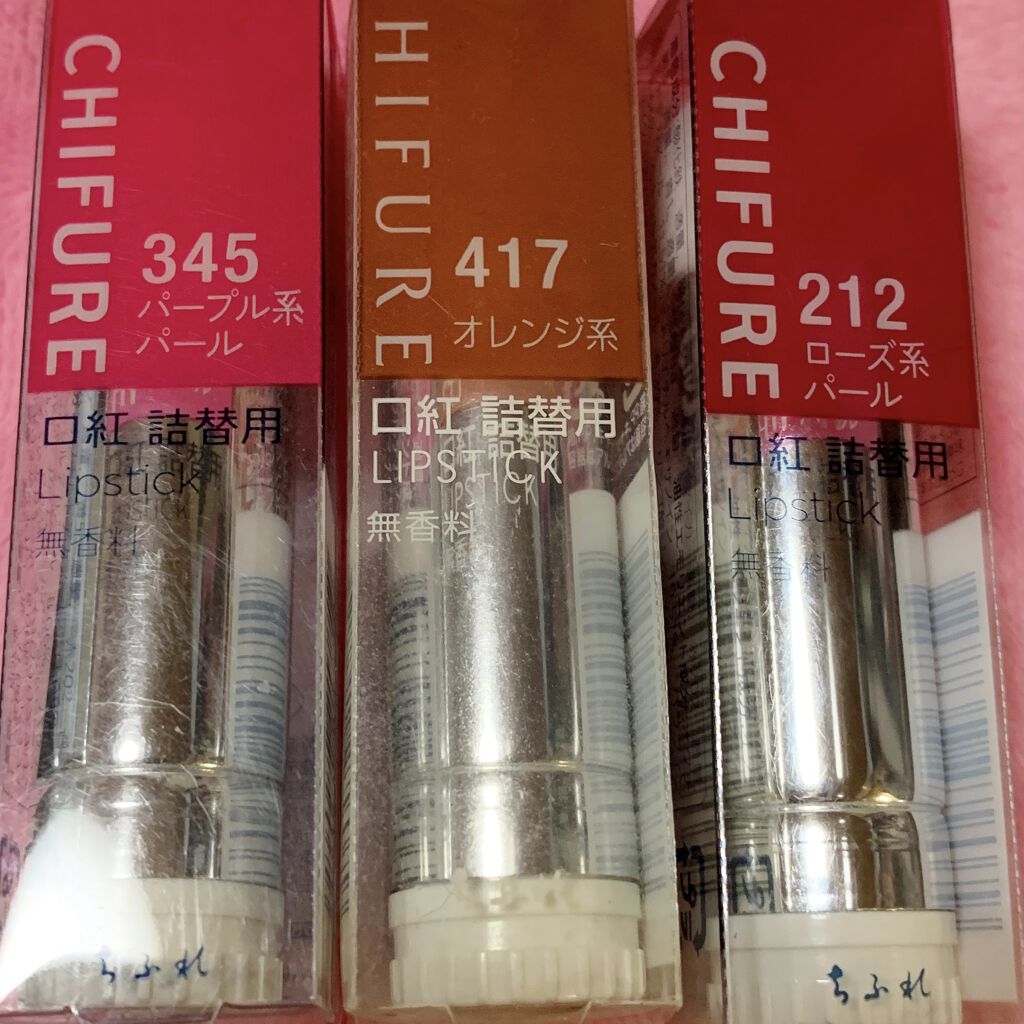 CHIFURE
345
パープル系
パール
口紅 詰替用
Lipstick
無香料
ちふれ
HIFURE
417
オレンジ系
口紅 詰替用
LIPSTICK
無香料
CHIFURE
212
ローズ系
パール
口紅 詰替用
Lipstick
無香料
ちふれ